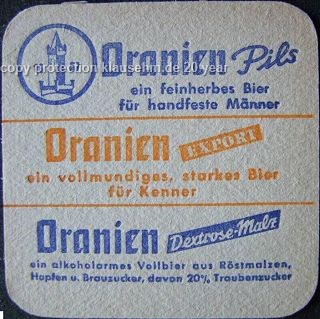 Oranien Pils
copy protection klausehm.de 20 year
ein feinherbes Bier
für handfeste Männer
Oranien EXPORT
ein vollmundiges, starkes Bier
für Kenner
Oranien Dextrose-Malz
ein alkoholarmes Vollbier aus Röstmalzen,
Hopfen u. Brauzucker, davon 20% Traubenzucker